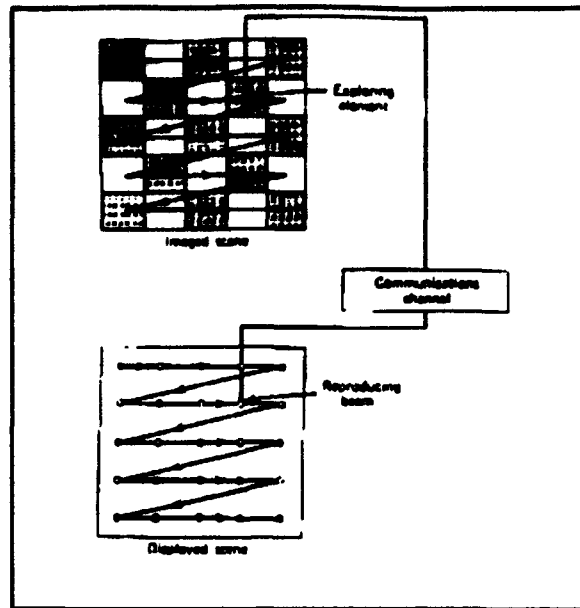 Exploring
element
Imaged scene
Communications
channel
Reproducing
beam
Displayed scene